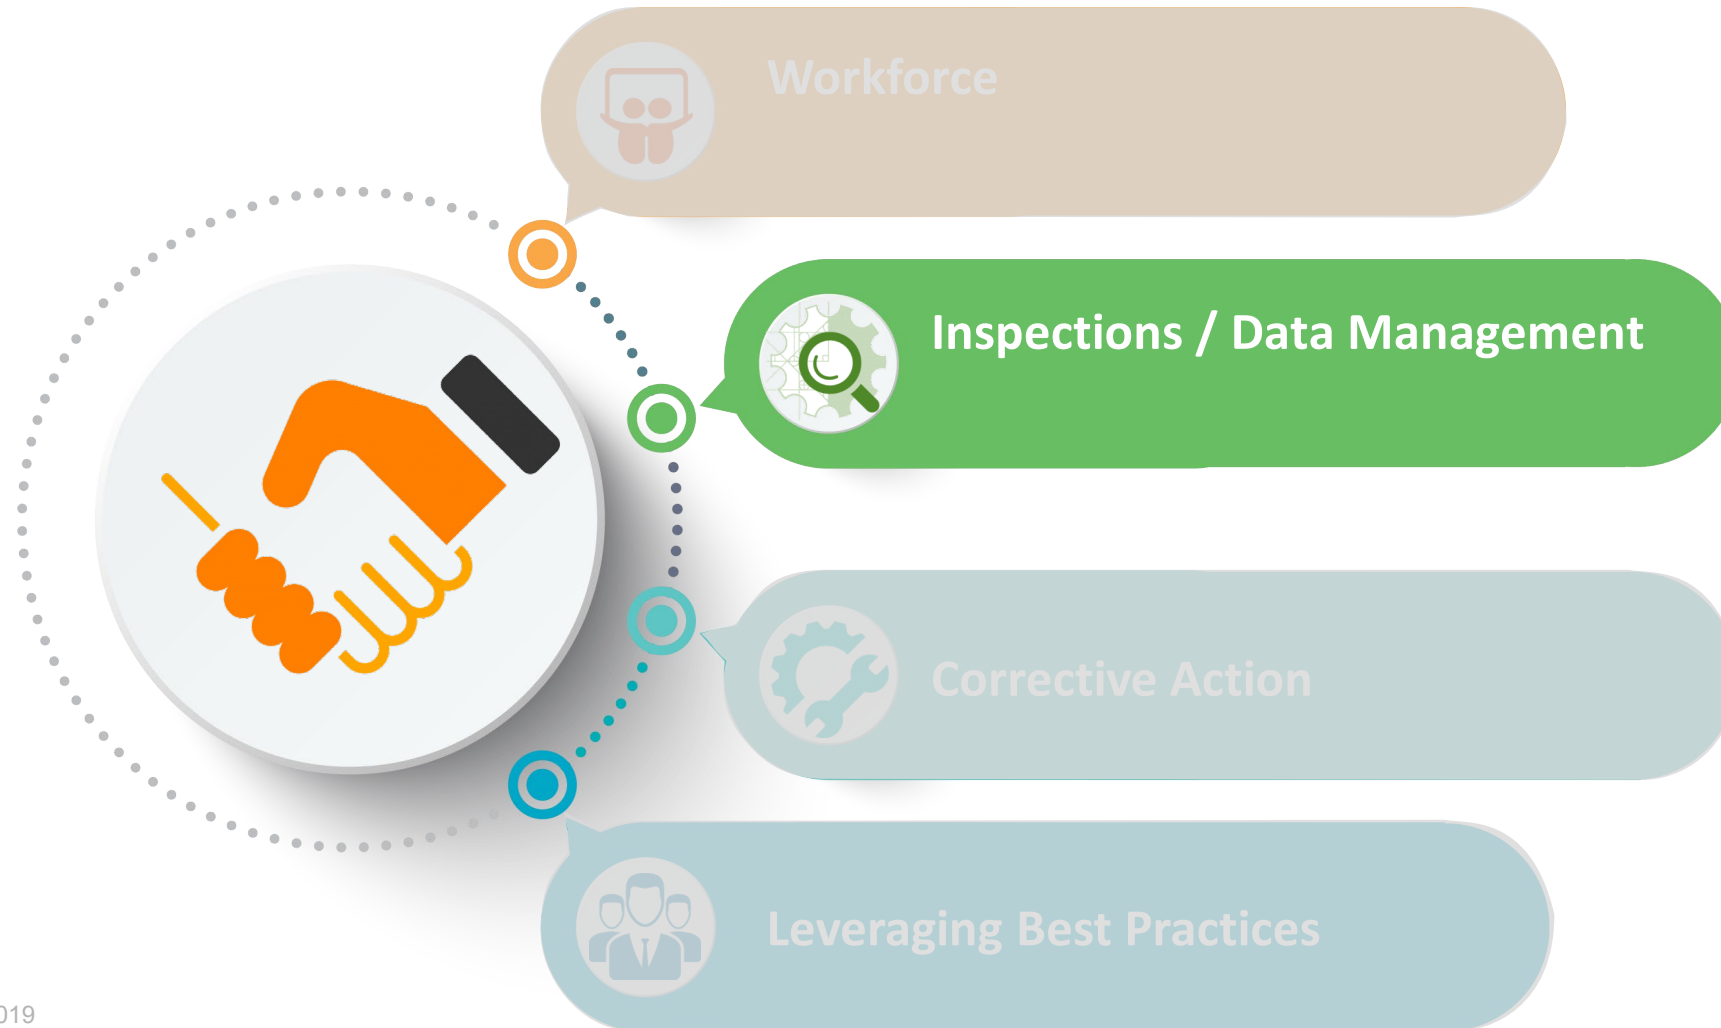 Workforce
Inspections / Data Management
Corrective Action
Leveraging Best Practices
019